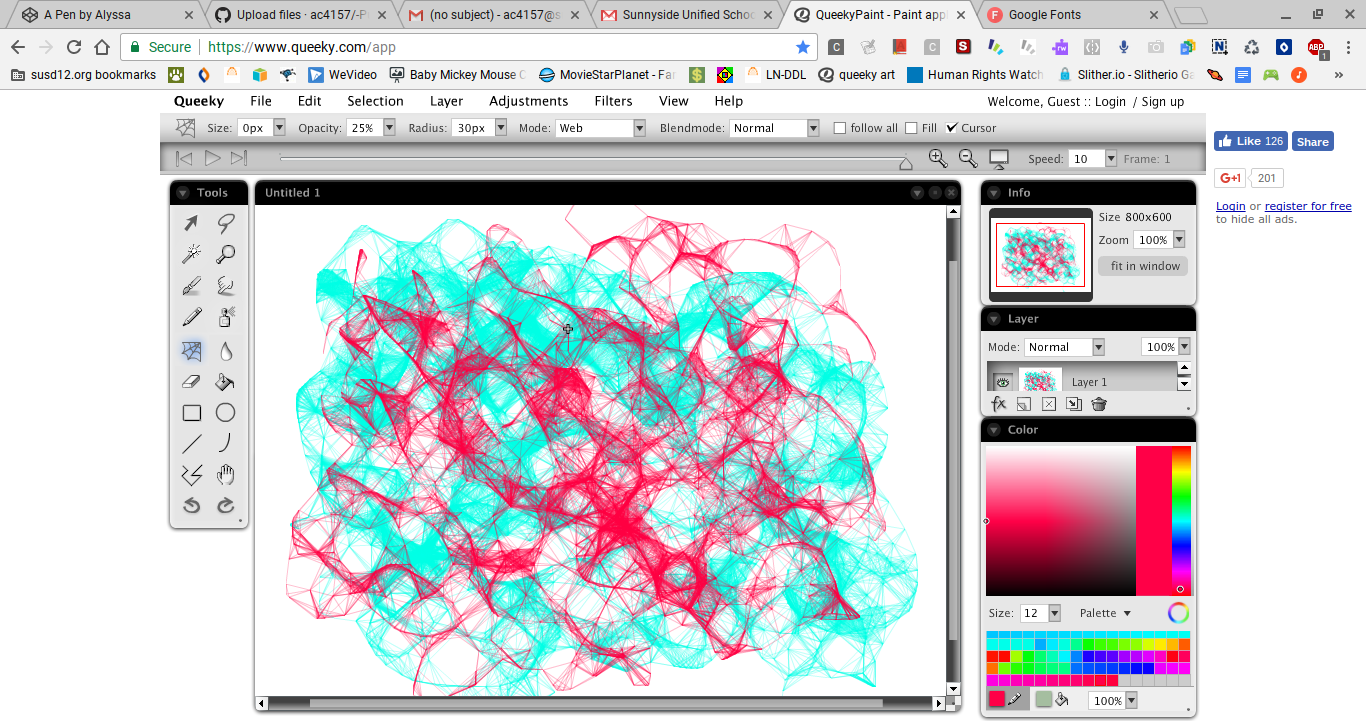 A Pen by Alyssa
Upload files · ac4157/-P
(no subject) - ac4157@s
Sunnyside Unified Schoo
QueekyPaint - Paint appl
Google Fonts
Secure
https://www.queeky.com/app
1
susd12.org bookmarks
WeVideo
Baby Mickey Mouse C
MovieStarPlanet - Fan
LN-DDL
queeky art
Human Rights Watch
Slither.io - Slitherio Ga
Queeky File Edit Selection Layer Adjustments Filters View Help
Welcome, Guest :: Login / Sign up
Size: 0px Opacity: 25% Radius: 30px Mode: Web Blendmode: Normal follow all Fill Cursor
Like 126 Share
Speed: 10 Frame: 1
G+1 201
Tools
Untitled 1
Info
Login or register for free
to hide all ads.
Size 800x600
Zoom 100%
fit in window
Layer
Mode: Normal 100%
Layer 1
fx
Color
Size: 12 Palette
100%